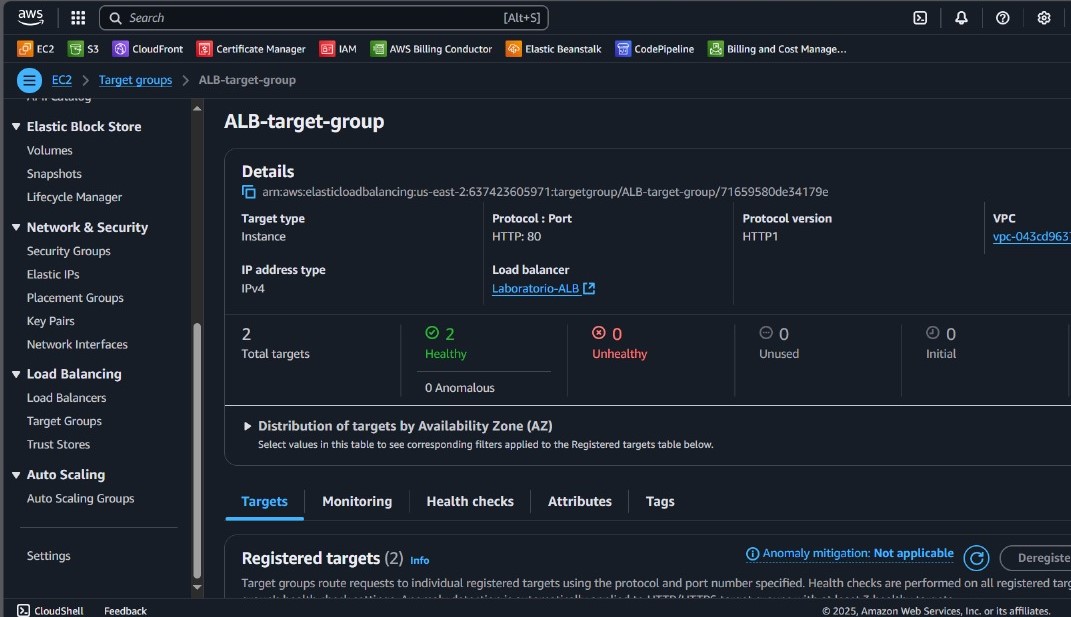 aws Search [Alt+S]
EC2 S3 CloudFront Certificate Manager IAM AWS Billing Conductor Elastic Beanstalk CodePipeline Billing and Cost Manage...
EC2 > Target groups > ALB-target-group
AMI Catalog
Elastic Block Store
Volumes
Snapshots
Lifecycle Manager
Network & Security
Security Groups
Elastic IPs
Placement Groups
Key Pairs
Network Interfaces
Load Balancing
Load Balancers
Target Groups
Trust Stores
Auto Scaling
Auto Scaling Groups
Settings
ALB-target-group
Details
arn:aws:elasticloadbalancing:us-east-2:637423605971:targetgroup/ALB-target-group/71659580de34179e
Target type
Instance
Protocol : Port
HTTP: 80
Protocol version
HTTP1
VPC
vpc-043cd963
IP address type
IPv4
Load balancer
Laboratorio-ALB
2
Total targets
2
Healthy
0 Anomalous
0
Unhealthy
0
Unused
0
Initial
Distribution of targets by Availability Zone (AZ)
Select values in this table to see corresponding filters applied to the Registered targets table below.
Targets Monitoring Health checks Attributes Tags
Registered targets (2) Info
Anomaly mitigation: Not applicable
Deregiste
Target groups route requests to individual registered targets using the protocol and port number specified. Health checks are performed on all registered targ
CloudShell Feedback
© 2025, Amazon Web Services, Inc. or its affiliates.